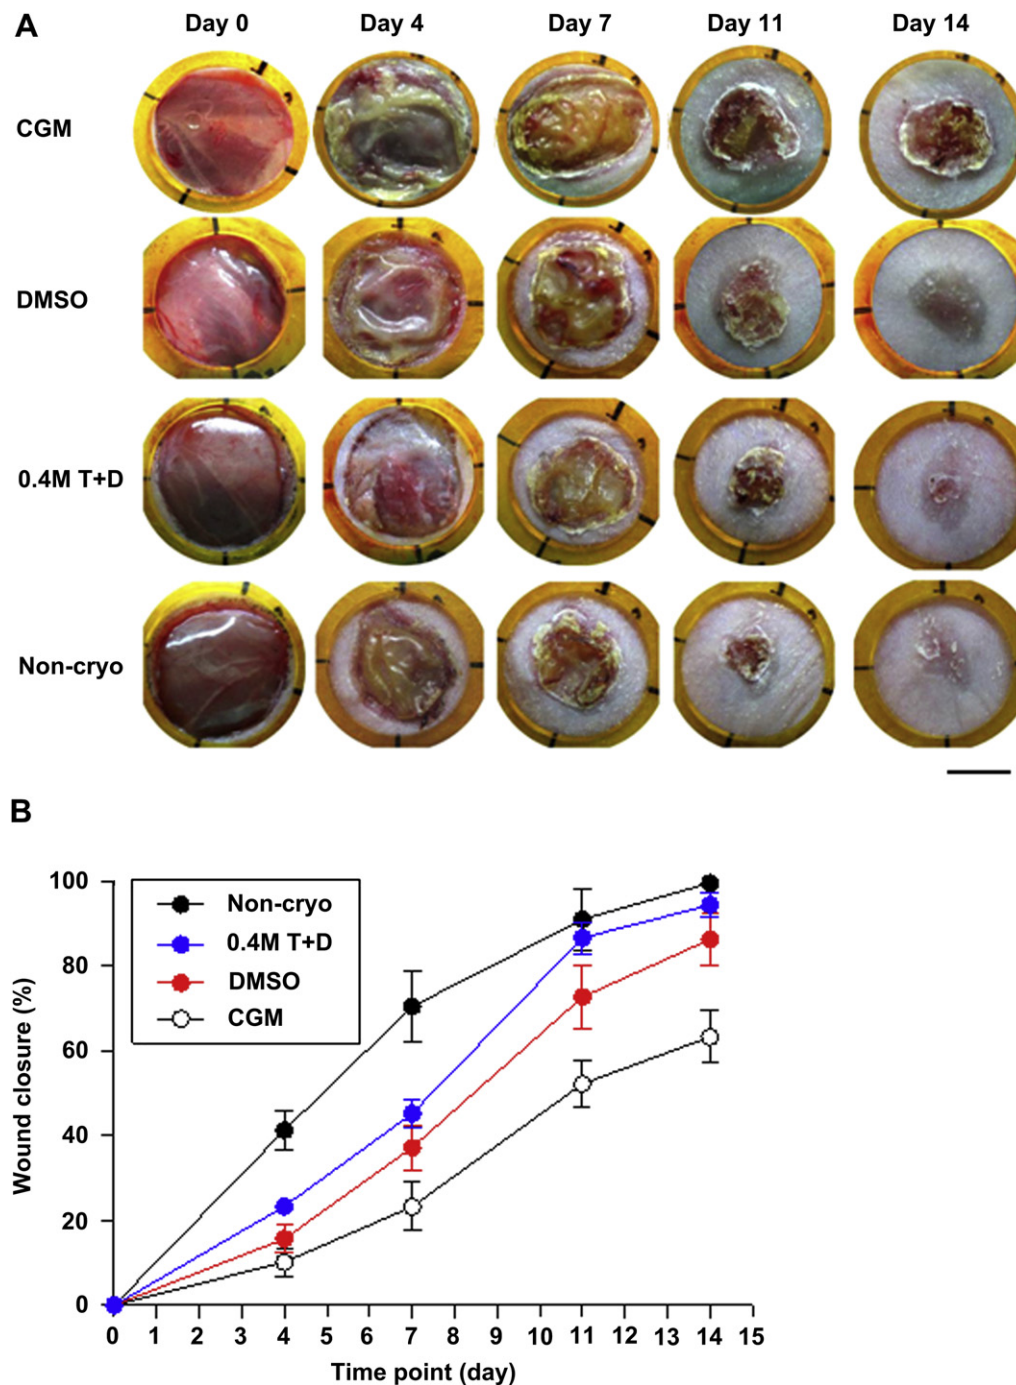 A
Day 0 Day 4 Day 7 Day 11 Day 14
CGM
DMSO
0.4M T+D
Non-cryo
B
Wound closure (%)
100
80
60
40
20
0
Non-cryo
0.4M T+D
DMSO
CGM
0 1 2 3 4 5 6 7 8 9 10 11 12 13 14 15
Time point (day)